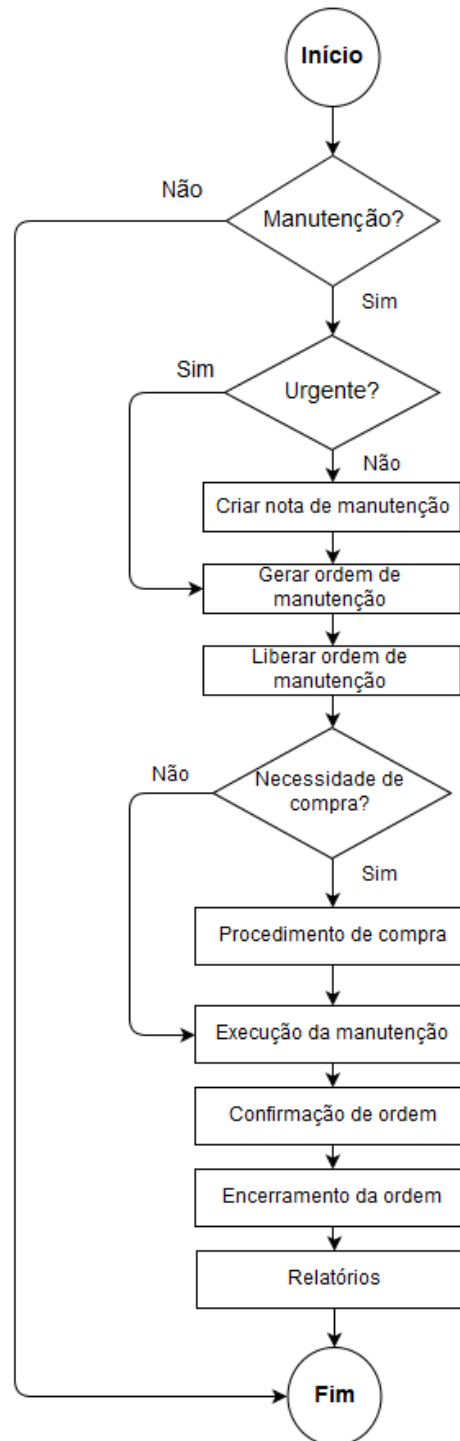 Início
Não
Manutenção?
Sim
Sim
Urgente?
Não
Criar nota de manutenção
Gerar ordem de
manutenção
Liberar ordem de
manutenção
Não
Necessidade de
compra?
Sim
Procedimento de compra
Execução da manutenção
Confirmação de ordem
Encerramento da ordem
Relatórios
Fim